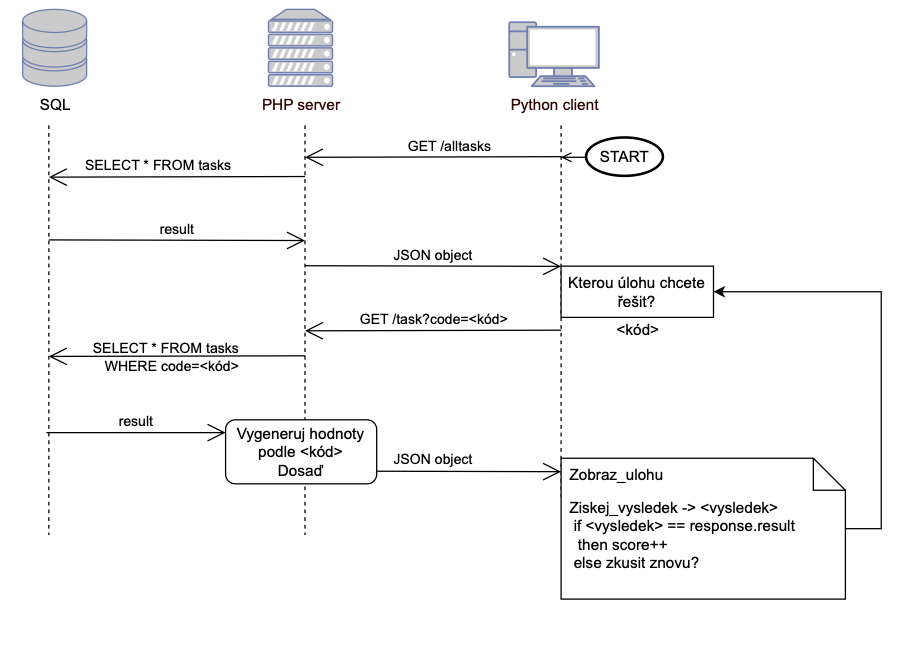 SQL
PHP server
Python client
START
GET /alltasks
SELECT * FROM tasks
result
JSON object
Kterou úlohu chcete
řešit?
<kód>
GET /task?code=<kód>
SELECT * FROM tasks
WHERE code=<kód>
result
Vygeneruj hodnoty
podle <kód>
Dosaď
JSON object
Zobraz_ulohu
Ziskej_vysledek -> <vysledek>
if <vysledek> == response.result
then score++
else zkusit znovu?